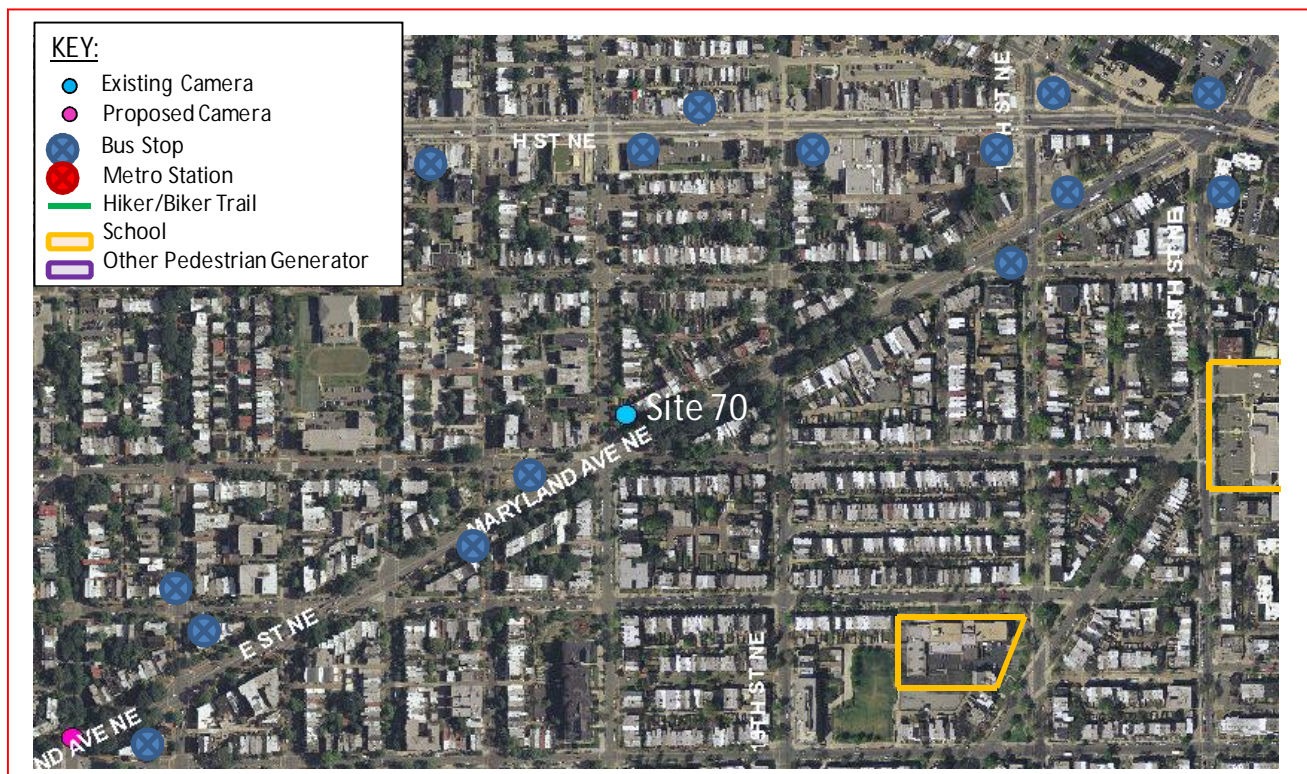 KEY:
Existing Camera
Proposed Camera
Bus Stop
Metro Station
Hiker/Biker Trail
School
Other Pedestrian Generator
H ST NE
H ST NE
15TH ST NE
Site 70
MARYLAND AVE NE
E ST NE
ND AVE NE